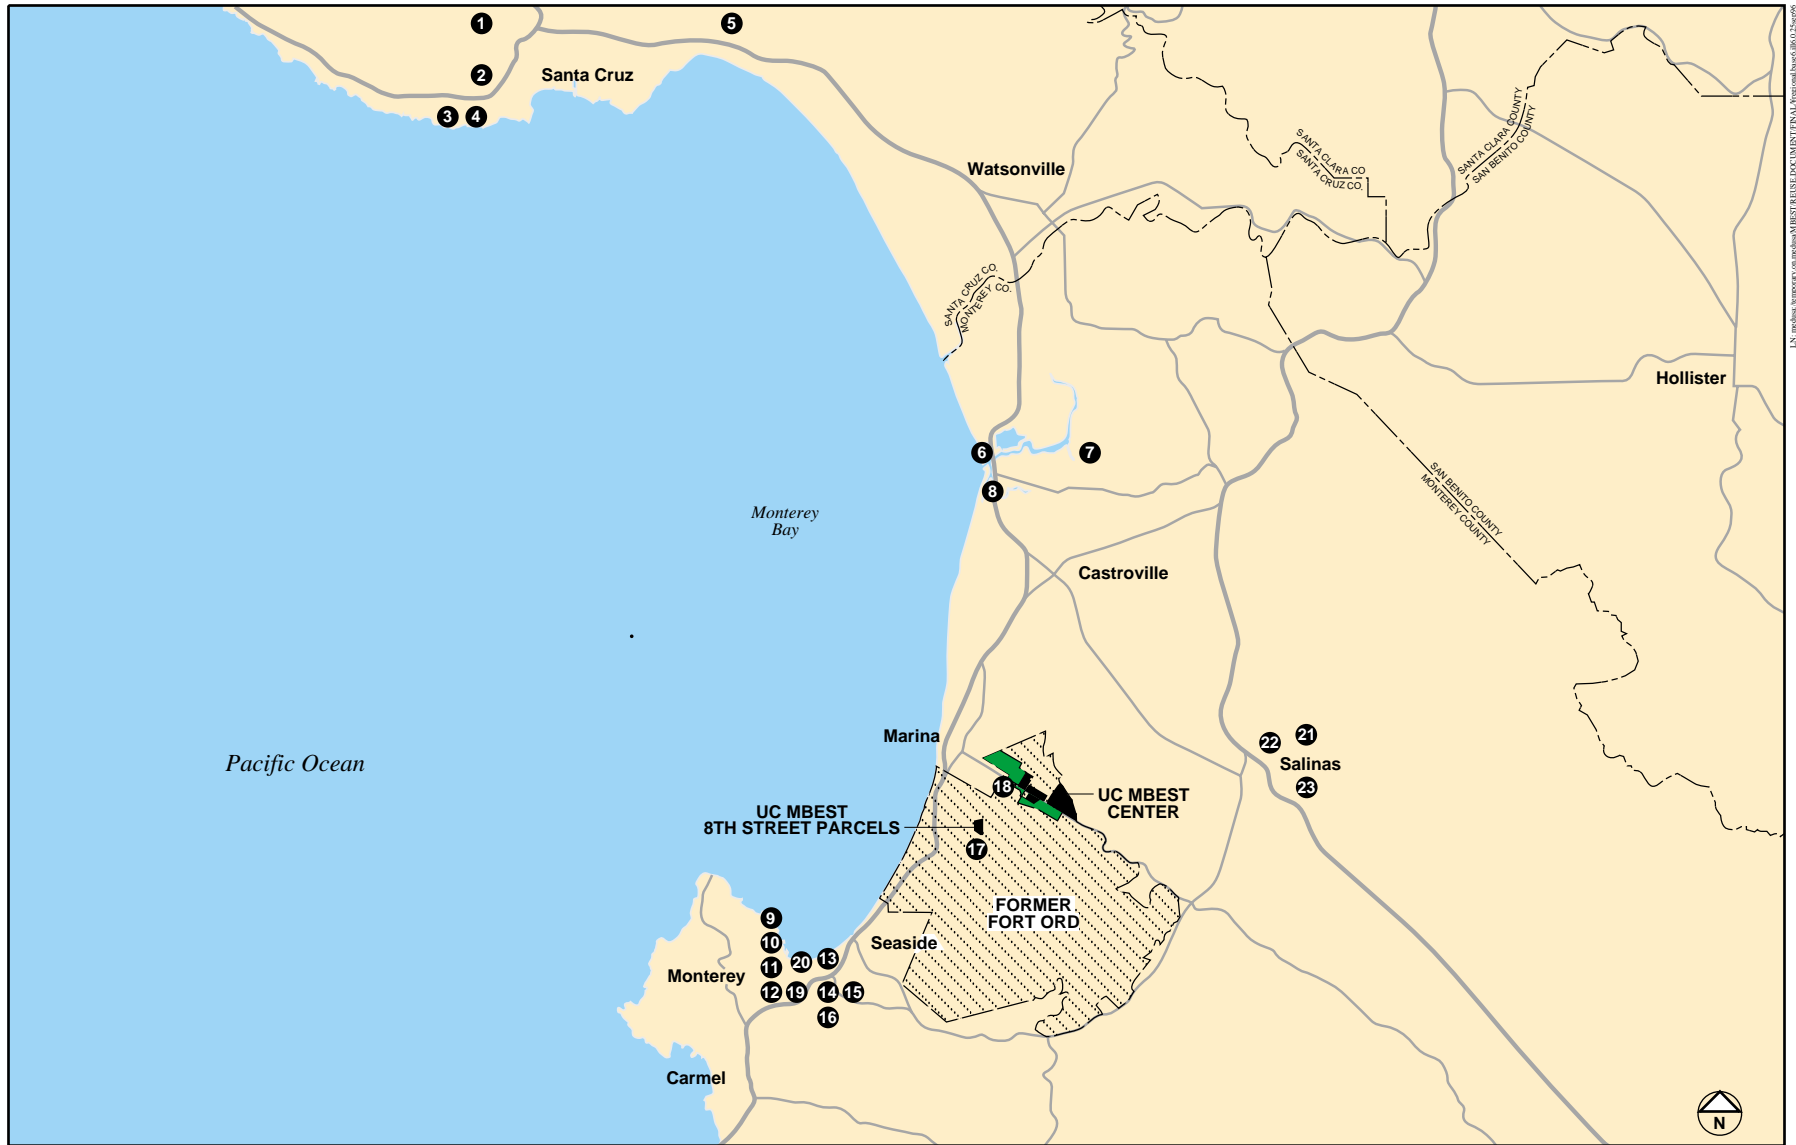 1
5
2
Santa Cruz
3
4
Watsonville
SANTA CLARA CO
SANTA CRUZ CO.
SANTA CLARA COUNTY
SAN BENITO COUNTY
SANTA CRUZ CO.
MONTEREY CO.
Hollister
6
7
8
SAN BENITO COUNTY
MONTEREY COUNTY
Monterey
Bay
Castroville
Pacific Ocean
Marina
22
21
Salinas
23
18
UC MBEST
CENTER
UC MBEST
8TH STREET PARCELS
17
FORMER
FORT ORD
9
10
11
12
20
13
19
14
15
16
Seaside
Monterey
Carmel
N